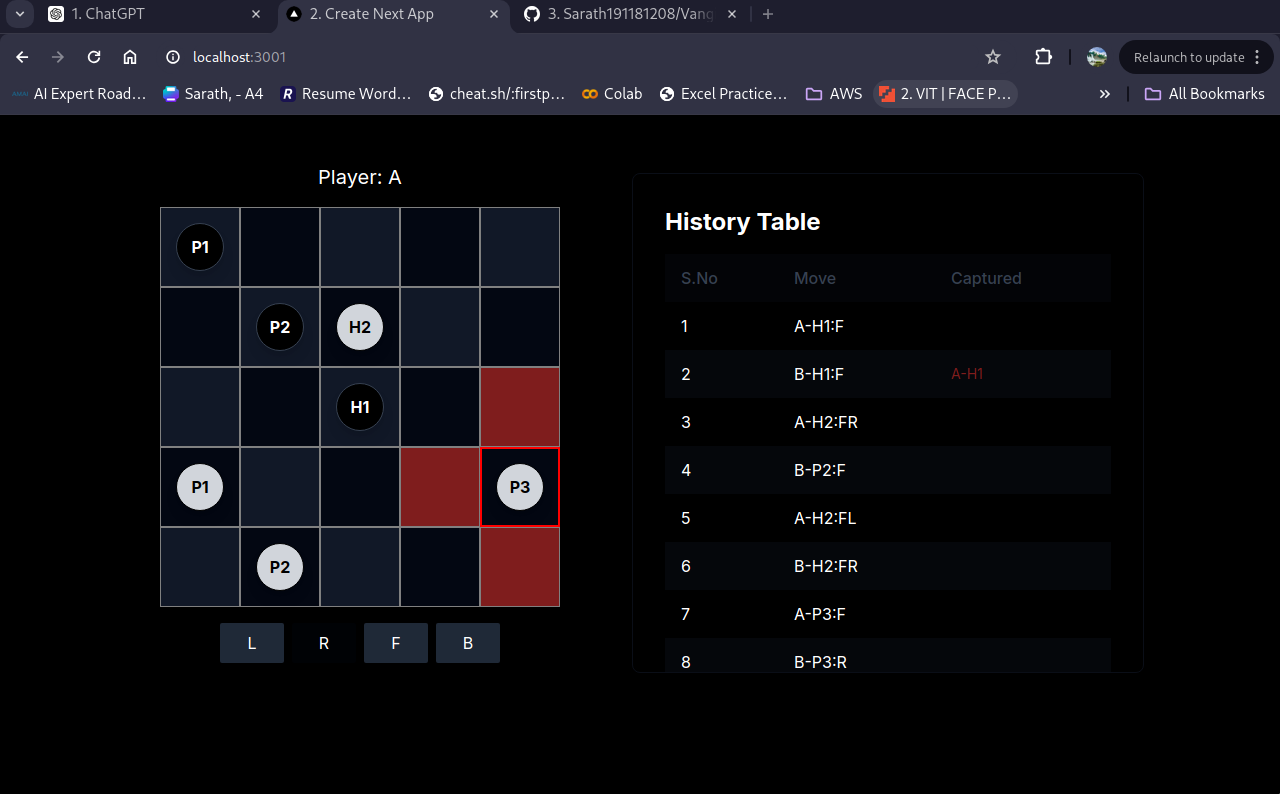 1. ChatGPT
2. Create Next App
3. Sarath191181208/Vanq
localhost:3001
Relaunch to update
AI Expert Road…
Sarath, - A4
Resume Word…
cheat.sh/:firstp…
Colab
Excel Practice…
AWS
2. VIT | FACE P…
All Bookmarks
Player: A
P1
P2 H2
H1
P1 P3
P2
L R F B
History Table
S.No Move Captured
1 A-H1:F
2 B-H1:F A-H1
3 A-H2:FR
4 B-P2:F
5 A-H2:FL
6 B-H2:FR
7 A-P3:F
8 B-P3:R